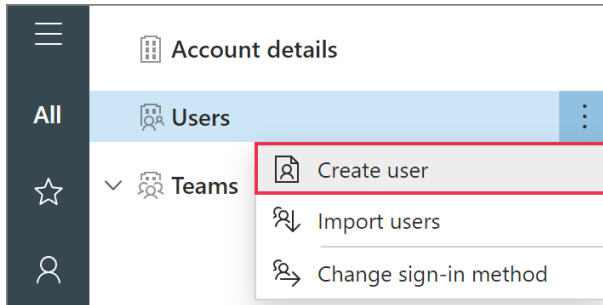 Account details
All
Users
Create user
Teams
Import users
Change sign-in method